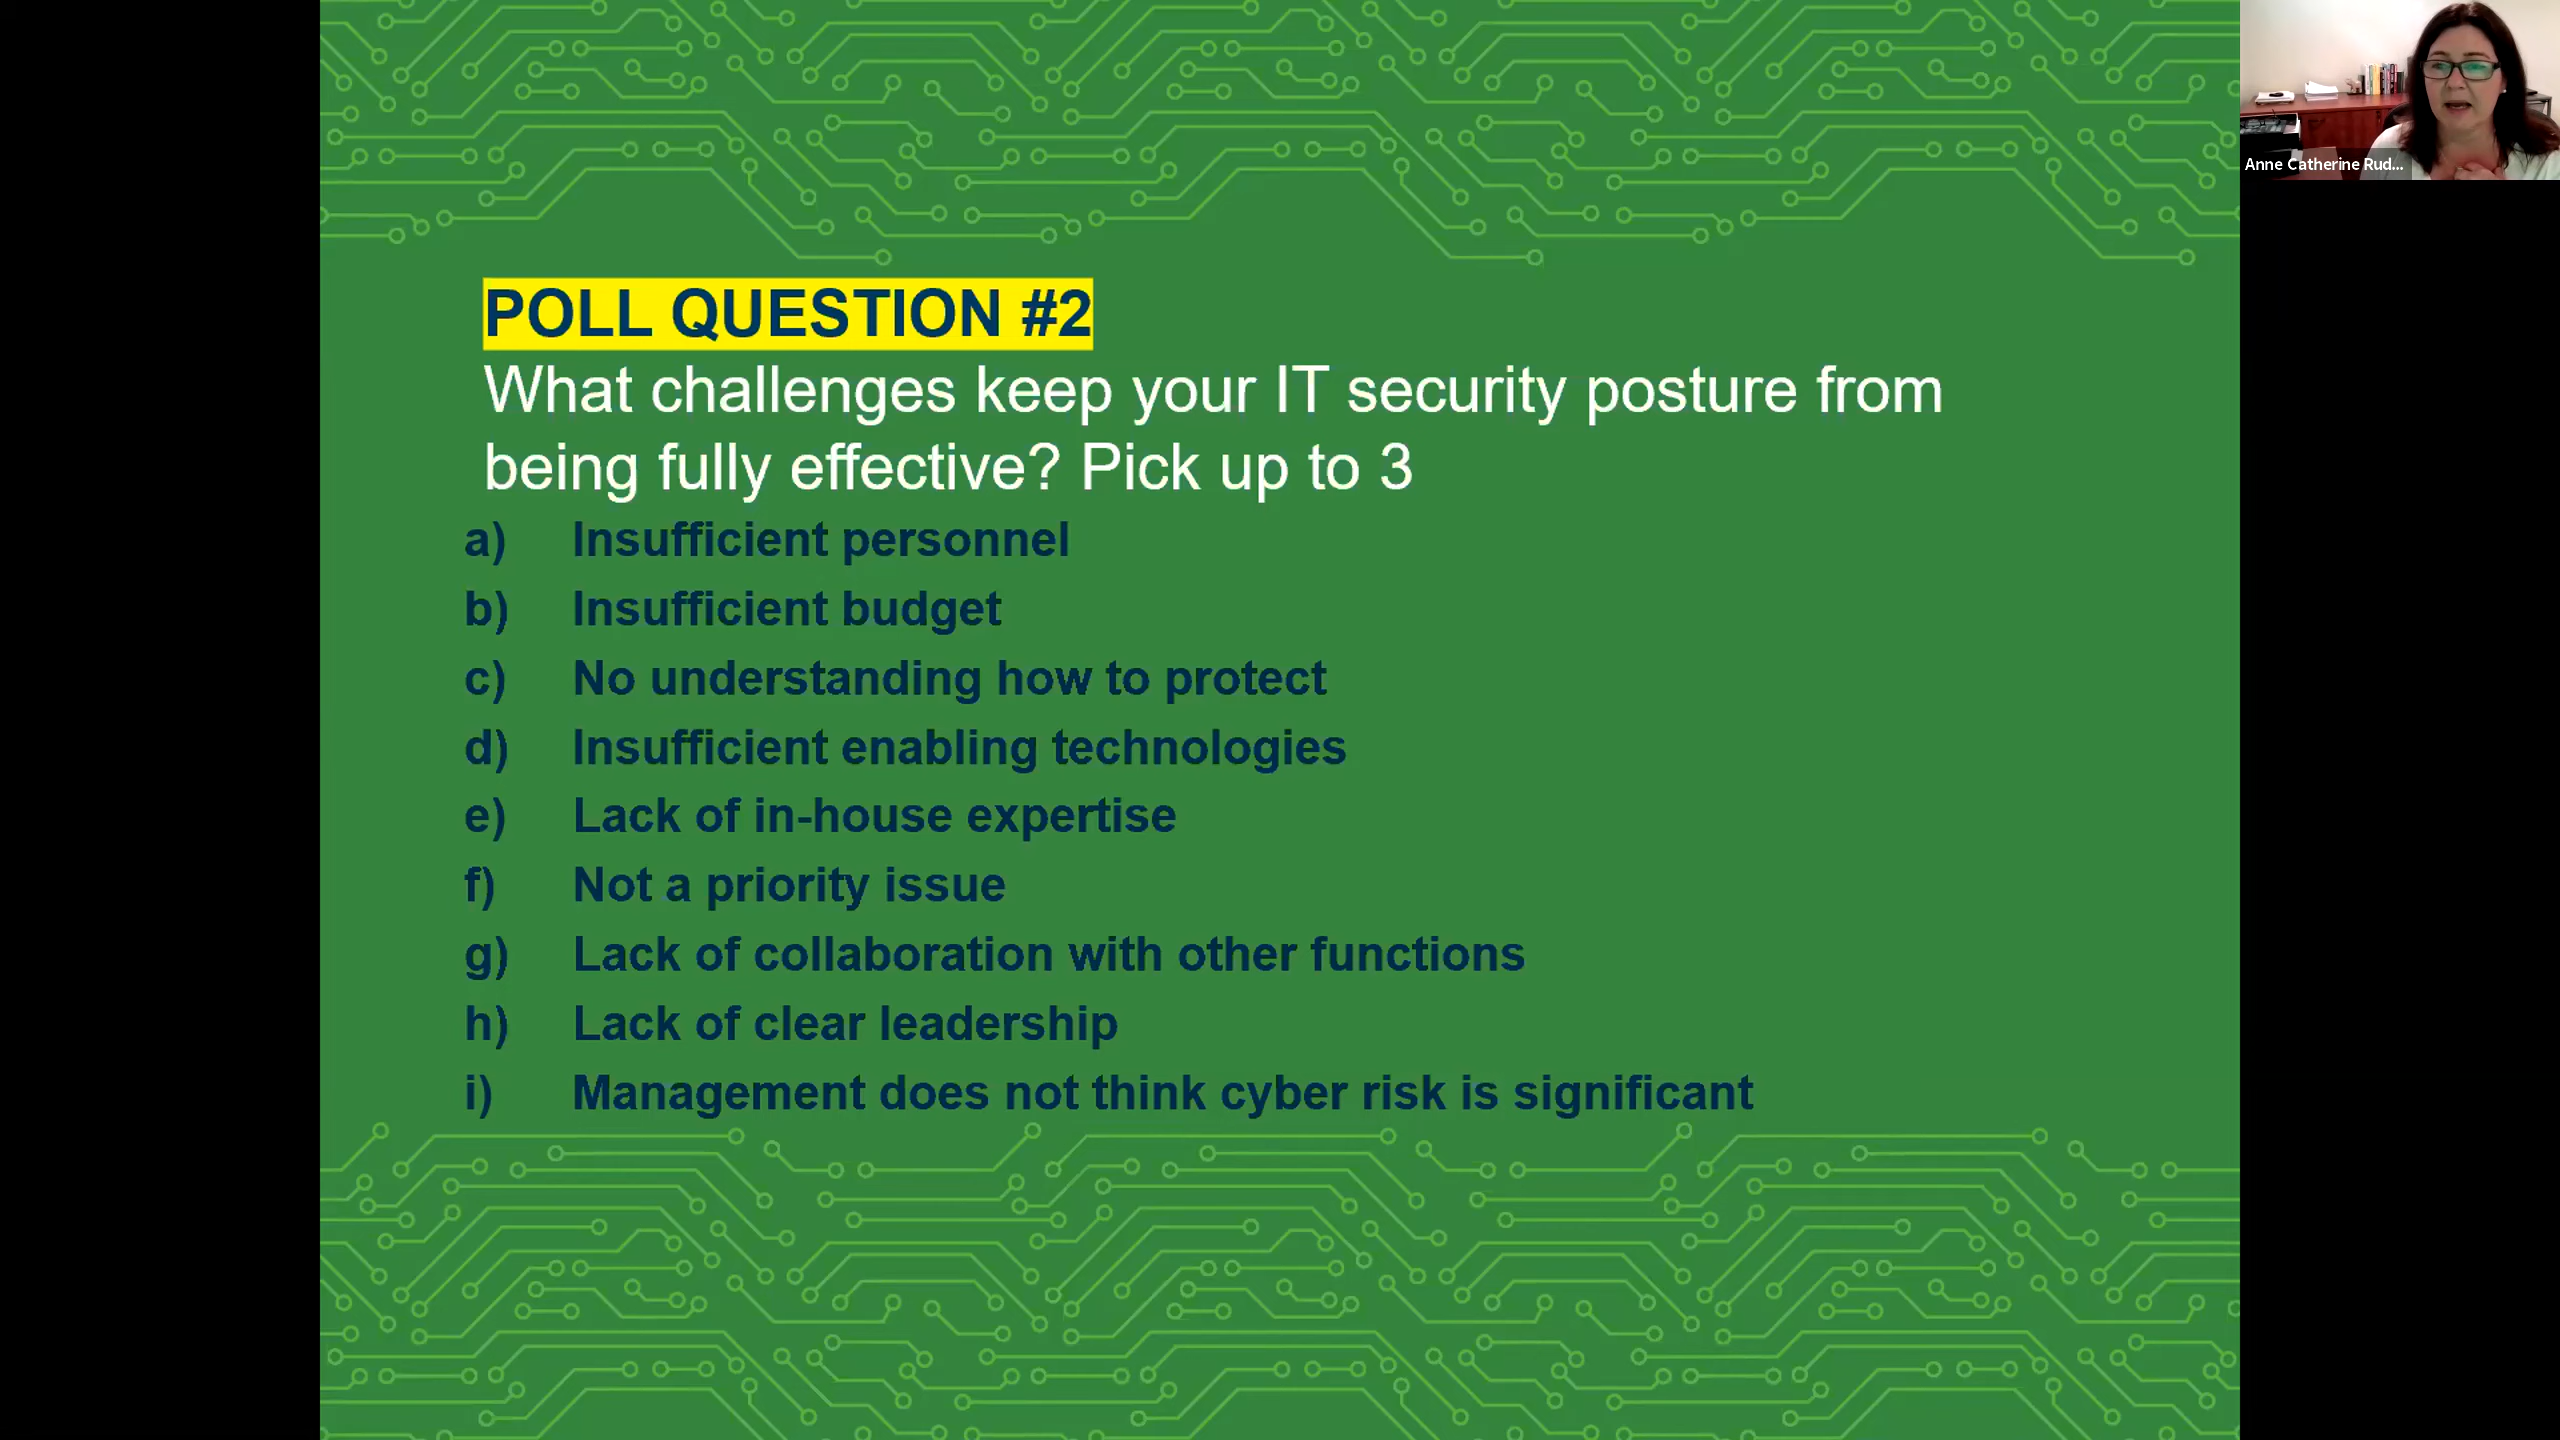 POLL QUESTION #2
What challenges keep your IT security posture from
being fully effective? Pick up to 3
a) Insufficient personnel
b) Insufficient budget
c) No understanding how to protect
d) Insufficient enabling technologies
e) Lack of in-house expertise
f) Not a priority issue
g) Lack of collaboration with other functions
h) Lack of clear leadership
i) Management does not think cyber risk is significant
Anne Catherine Rud...